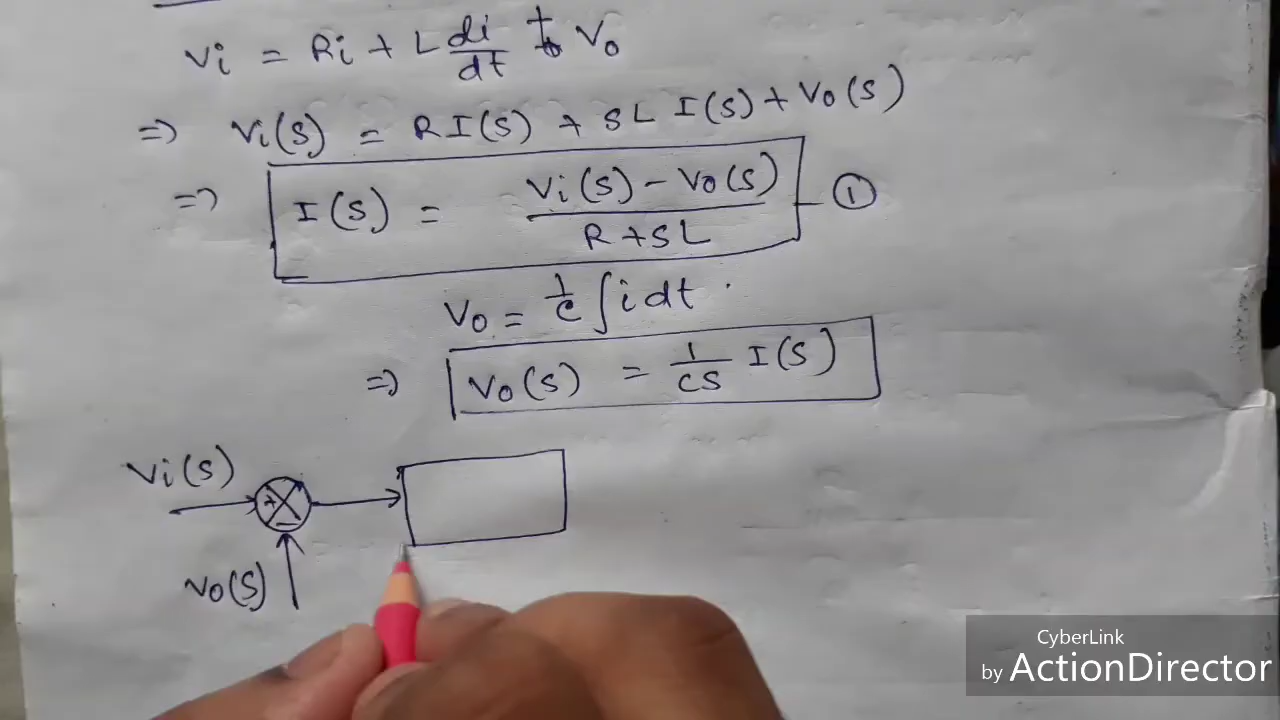 Vi = Ri + L di/dt + Vo
=> Vi(S) = RI(S) + SL I(S) + Vo(S)
=> I(S) = Vi(S) - Vo(S) / R + SL - ①
Vo = 1/C ∫ i dt .
=> Vo(S) = 1/CS I(S)
Vi(S)
+
-
Vo(S)
CyberLink
by ActionDirector